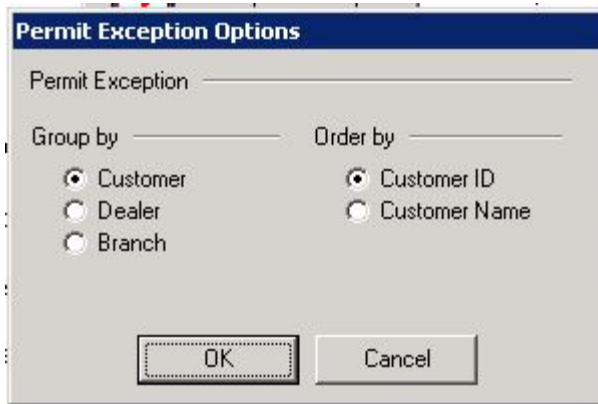 Permit Exception Options
Permit Exception
Group by
Order by
Customer
Customer ID
Dealer
Customer Name
Branch
OK
Cancel